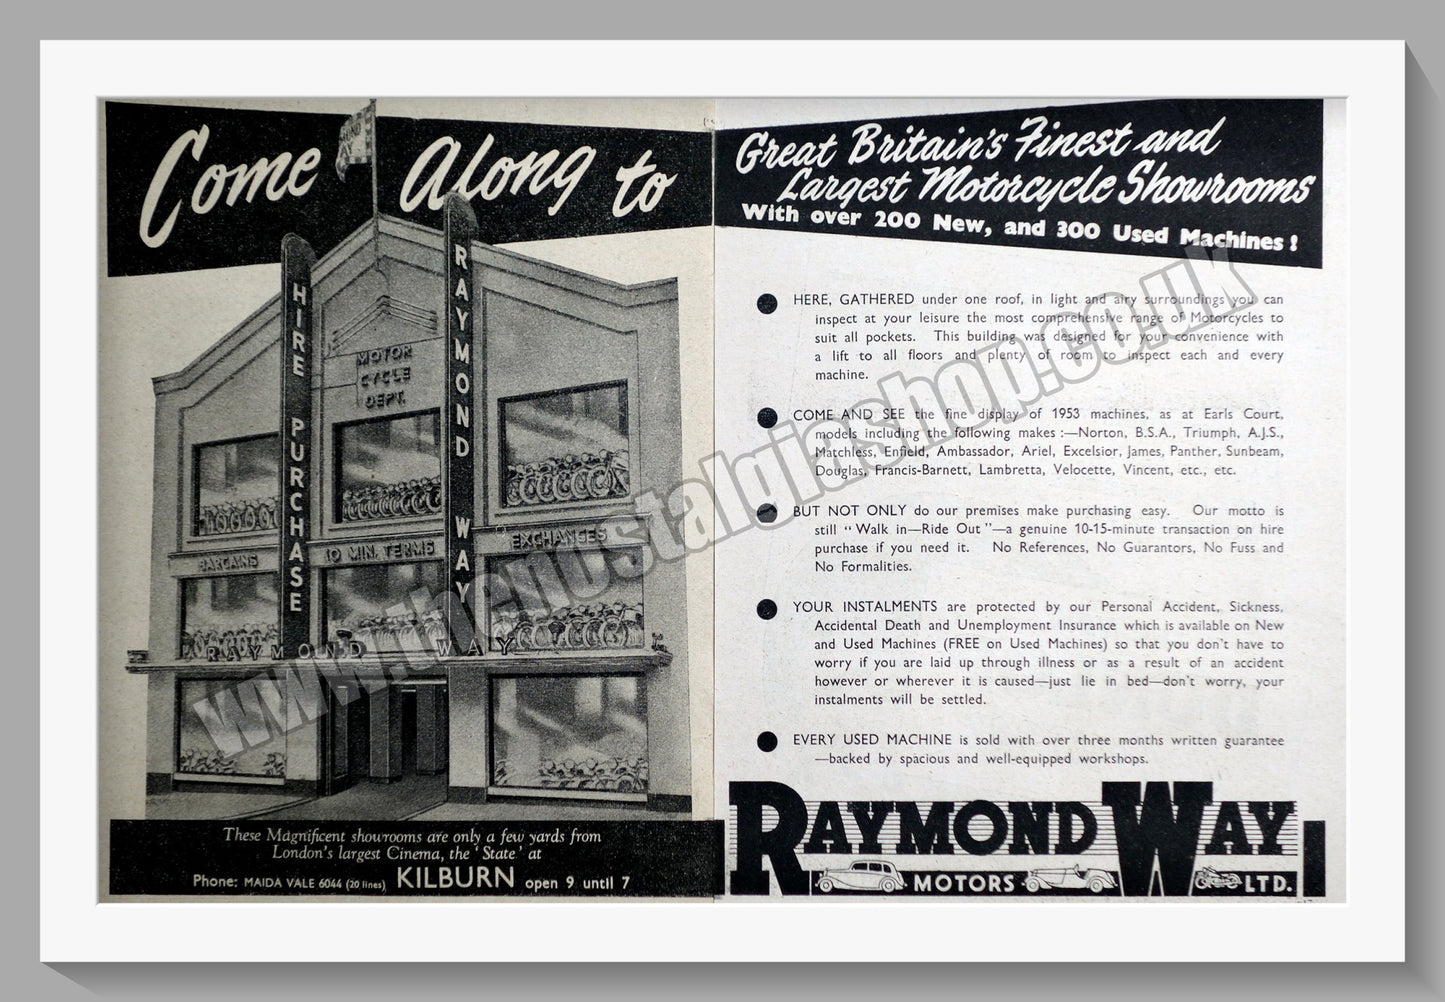 Come Along to
Great Britain's Finest and
Largest Motorcycle Showrooms
With over 200 New, and 300 Used Machines !
HIRE PURCHASE
RAYMOND WAY
MOTOR
CYCLE
DEPT.
BARGAINS
10 MIN. TERMS
EXCHANGES
RAYMOND WAY
These Magnificent showrooms are only a few yards from
London's largest Cinema, the 'State' at
Phone: MAIDA VALE 6044 (20 lines) KILBURN open 9 until 7
HERE, GATHERED under one roof, in light and airy surroundings you can
inspect at your leisure the most comprehensive range of Motorcycles to
suit all pockets. This building was designed for your convenience with
a lift to all floors and plenty of room to inspect each and every
machine.
COME AND SEE the fine display of 1953 machines, as at Earls Court,
models including the following makes :—Norton, B.S.A., Triumph, A.J.S.,
Matchless, Enfield, Ambassador, Ariel, Excelsior, James, Panther, Sunbeam,
Douglas, Francis-Barnett, Lambretta, Velocette, Vincent, etc., etc.
BUT NOT ONLY do our premises make purchasing easy. Our motto is
still "Walk in—Ride Out"—a genuine 10-15-minute transaction on hire
purchase if you need it. No References, No Guarantors, No Fuss and
No Formalities.
YOUR INSTALMENTS are protected by our Personal Accident, Sickness,
Accidental Death and Unemployment Insurance which is available on New
and Used Machines (FREE on Used Machines) so that you don't have to
worry if you are laid up through illness or as a result of an accident
however or wherever it is caused—just lie in bed—don't worry, your
instalments will be settled.
EVERY USED MACHINE is sold with over three months written guarantee
—backed by spacious and well-equipped workshops.
RAYMOND WAY
MOTORS LTD.
www.thenostalgiashop.co.uk